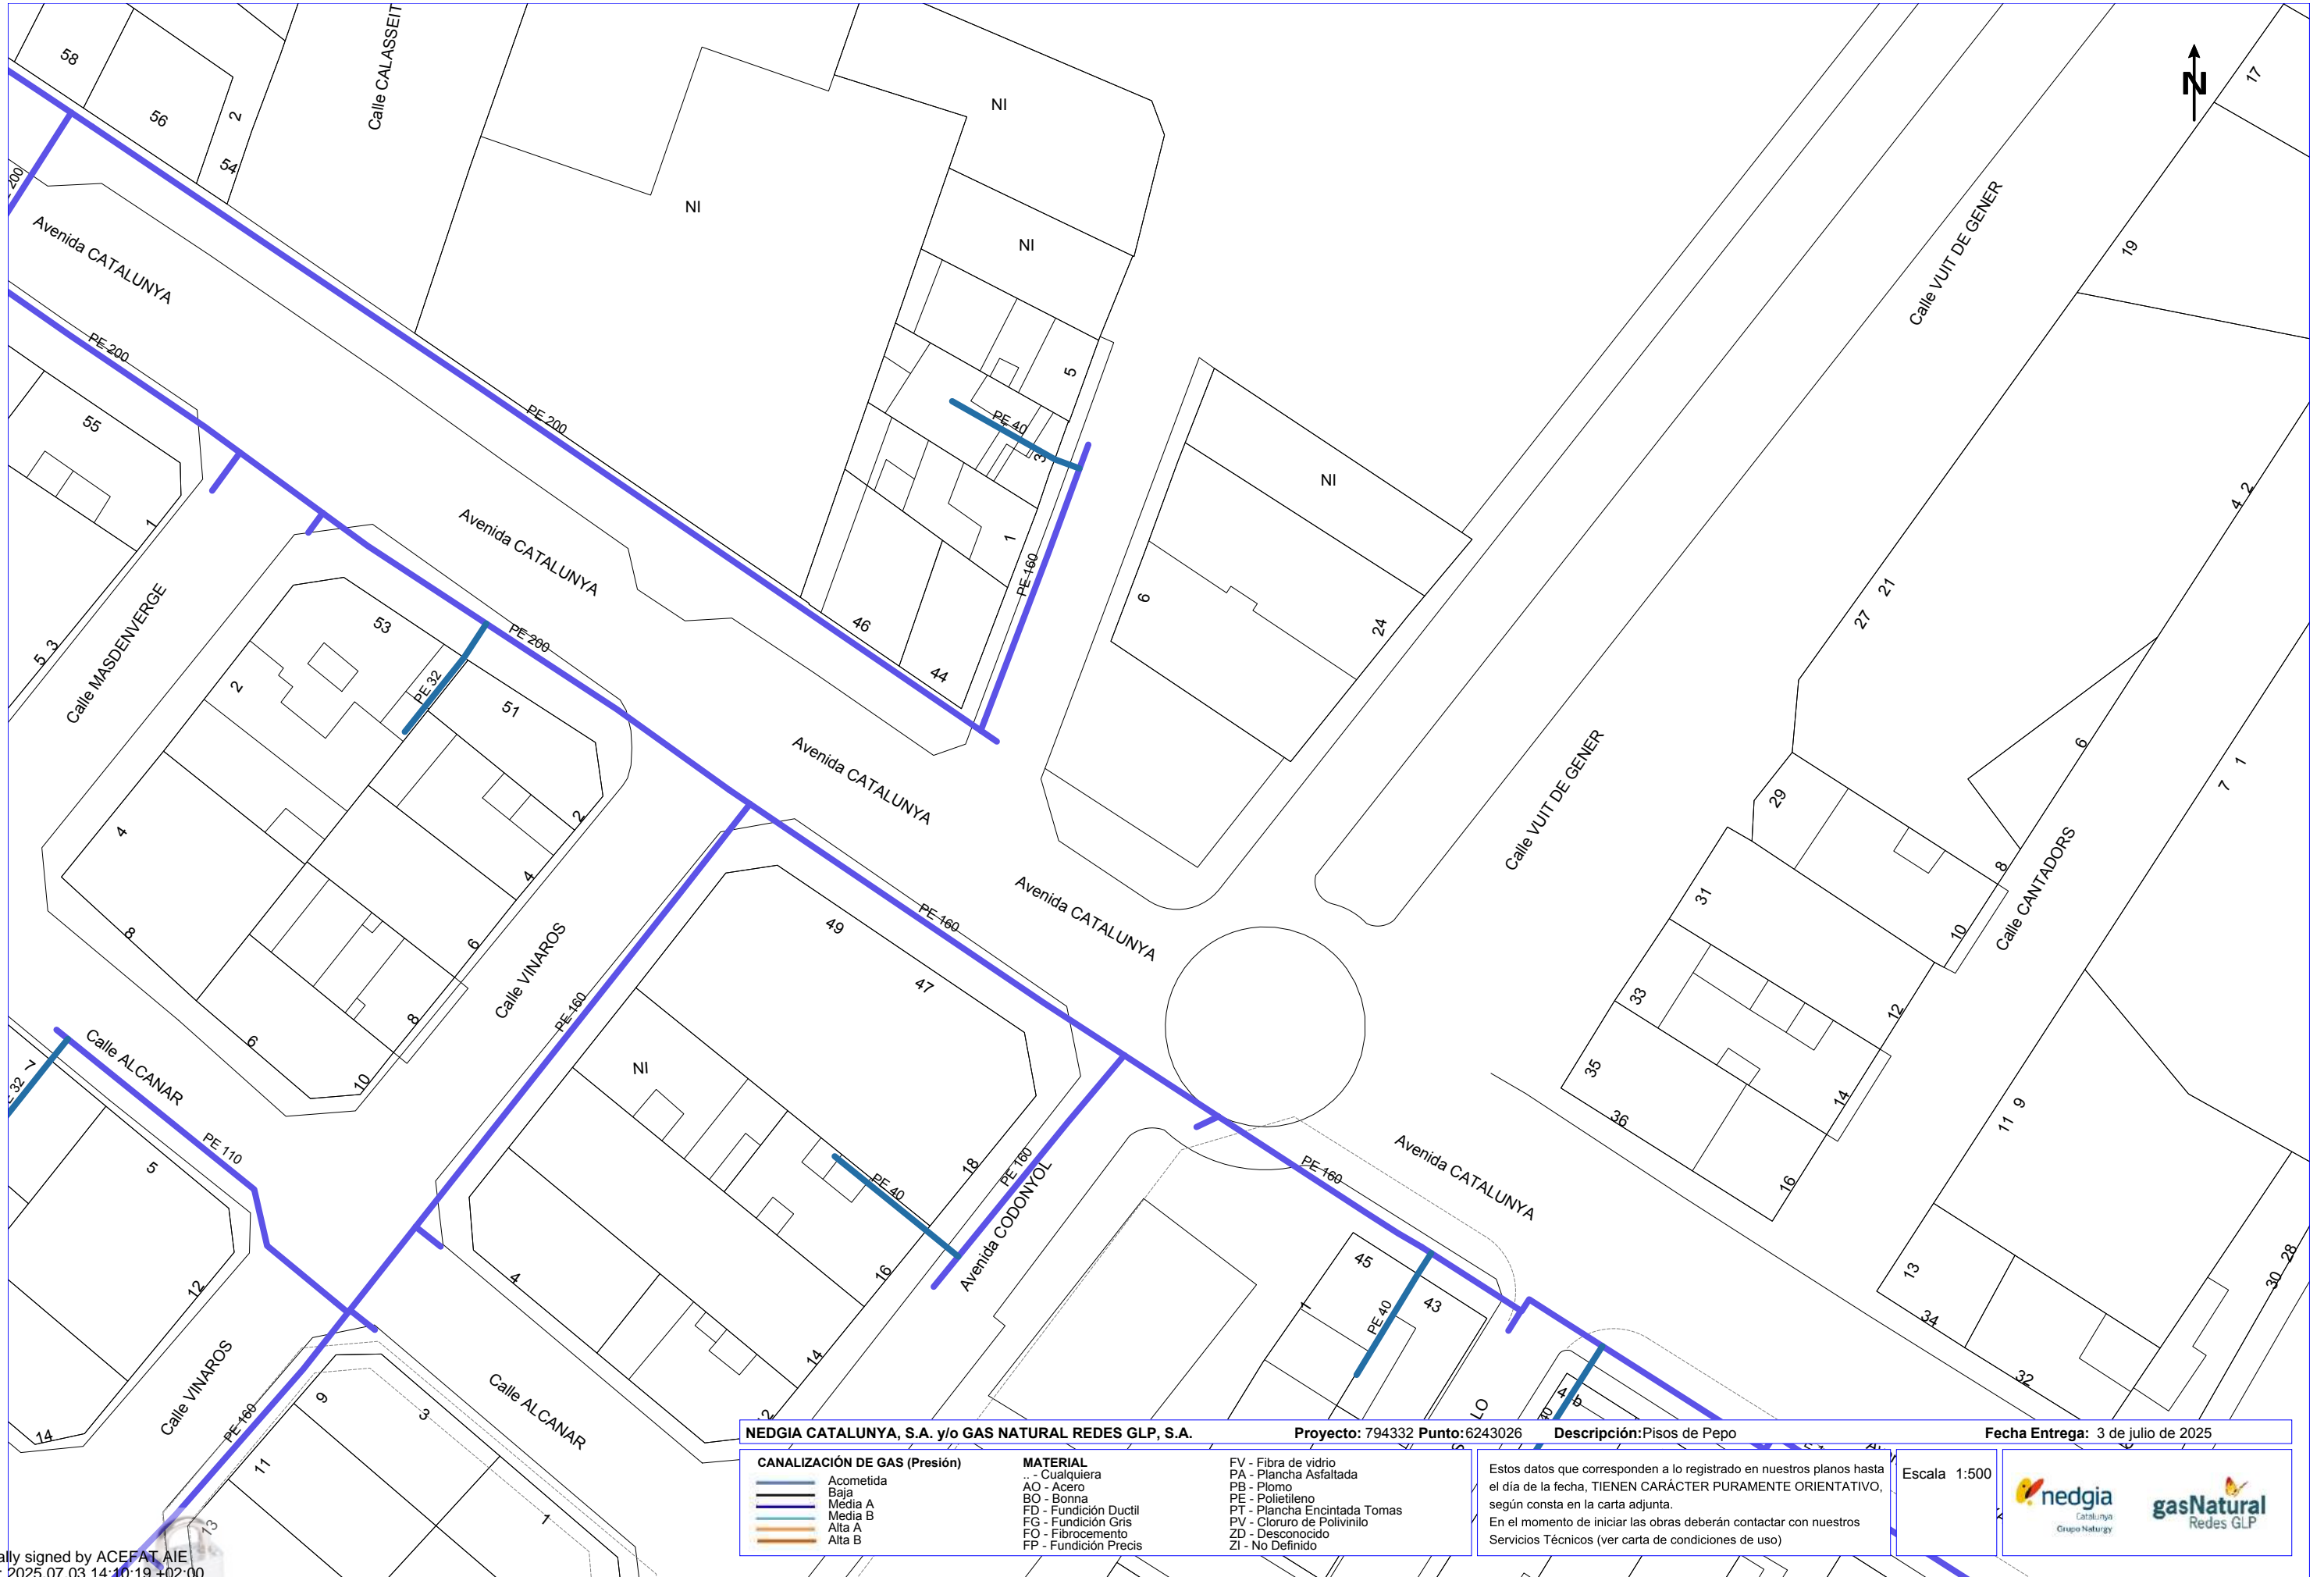 58
56
2
54
Calle CALASSEIT
NI
NI
NI
N
17
19
Calle VUIT DE GENER
200
Avenida CATALUNYA
PE 200
55
1
5 3
Calle MASDENVERGE
PE 200
Avenida CATALUNYA
PE 40
5
3
1
PE 160
46
44
NI
6
24
27 21
4 2
53
PE 200
PE 32
51
2
2
4
4
8
6
6
8
10
Avenida CATALUNYA
Calle VUIT DE GENER
29
6
7 1
8
Calle CANTADORS
31
10
33
12
35
14
36
16
11 9
13
34
32
30 28
Calle VINAROS
PE 160
49
47
PE 160
Avenida CATALUNYA
NI
PE 40
18
PE 160
Avenida CODONYOL
16
4
14
12
Calle ALCANAR
7
32
PE 110
5
12
14
Calle VINAROS
PE 160
9
3
11
13
1
Calle ALCANAR
PE 160
Avenida CATALUNYA
45
1
PE 40
43
LO
4 b
40
NEDGIA CATALUNYA, S.A. y/o GAS NATURAL REDES GLP, S.A. Proyecto: 794332 Punto:6243026 Descripción:Pisos de Pepo Fecha Entrega: 3 de julio de 2025
CANALIZACIÓN DE GAS (Presión)
Acometida
Baja
Media A
Media B
Alta A
Alta B
MATERIAL
.. - Cualquiera
AO - Acero
BO - Bonna
FD - Fundición Ductil
FG - Fundición Gris
FO - Fibrocemento
FP - Fundición Precis
FV - Fibra de vidrio
PA - Plancha Asfaltada
PB - Plomo
PE - Polietileno
PT - Plancha Encintada Tomas
PV - Cloruro de Polivinilo
ZD - Desconocido
ZI - No Definido
Estos datos que corresponden a lo registrado en nuestros planos hasta
el día de la fecha, TIENEN CARÁCTER PURAMENTE ORIENTATIVO,
según consta en la carta adjunta.
En el momento de iniciar las obras deberán contactar con nuestros
Servicios Técnicos (ver carta de condiciones de uso)
Escala 1:500
nedgia
Catalunya
Grupo Naturgy
gasNatural
Redes GLP
ally signed by ACEFAT AIE
: 2025.07.03 14:10:19 +02:00